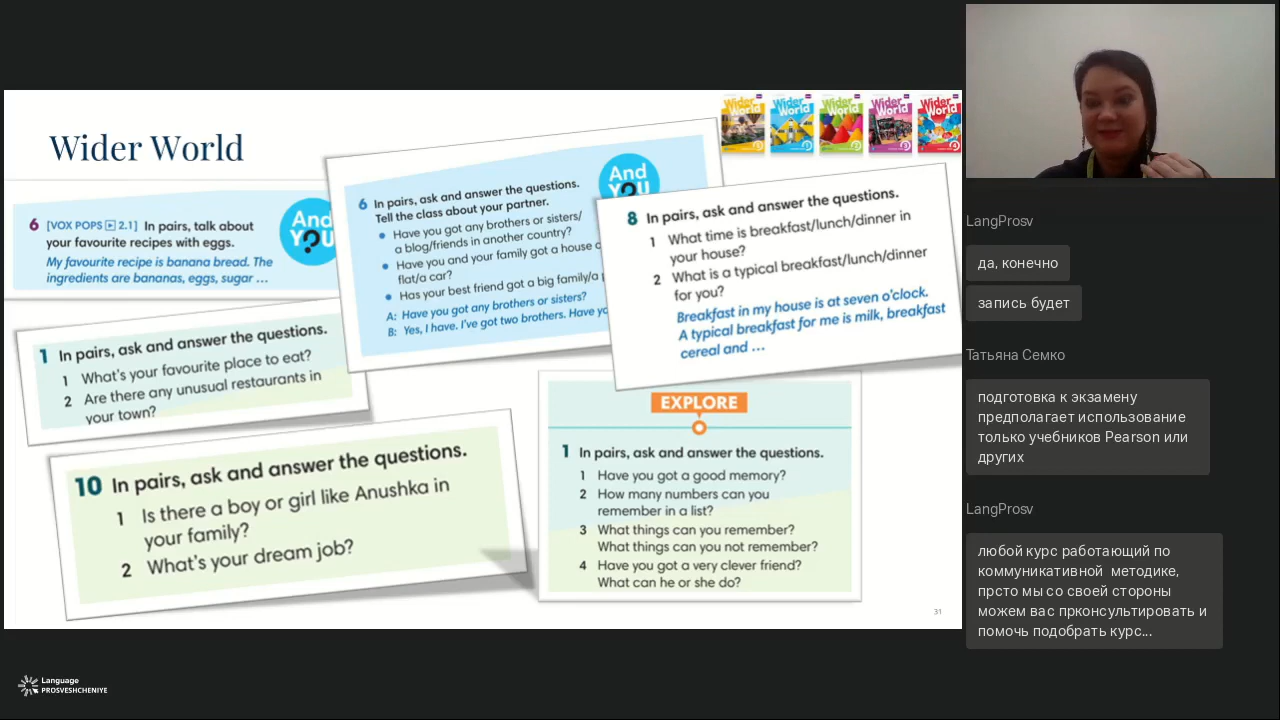 Wider World
6 [VOX POPS 2.1] In pairs, talk about
your favourite recipes with eggs.
My favourite recipe is banana bread. The
ingredients are bananas, eggs, sugar ...
And
YOU
?
6 In pairs, ask and answer the questions.
Tell the class about your partner.
• Have you got any brothers or sisters/
a blog/friends in another country?
• Have you and your family got a house
flat/a car?
• Has your best friend got a big family/a
A: Have you got any brothers or sisters?
B: Yes, I have. I've got two brothers. Have
And
YOU
?
Wider
World
Wider
World
Wider
World
Wider
World
Wider
World
8 In pairs, ask and answer the questions.
1 What time is breakfast/lunch/dinner in
your house?
2 What is a typical breakfast/lunch/dinner
for you?
Breakfast in my house is at seven o'clock.
A typical breakfast for me is milk, breakfast
cereal and ...
1 In pairs, ask and answer the questions.
1 What's your favourite place to eat?
2 Are there any unusual restaurants in
your town?
10 In pairs, ask and answer the questions.
1 Is there a boy or girl like Anushka in
your family?
2 What's your dream job?
EXPLORE
1 In pairs, ask and answer the questions.
1 Have you got a good memory?
2 How many numbers can you
remember in a list?
3 What things can you remember?
What things can you not remember?
4 Have you got a very clever friend?
What can he or she do?
31
Language
PROSVESHCHENIYE
LangProsv
да, конечно
запись будет
Татьяна Семко
подготовка к экзамену
предполагает использование
только учебников Pearson или
других
LangProsv
любой курс работающий по
коммуникативной методике,
прсто мы со своей стороны
можем вас прконсультировать и
помочь подобрать курс...